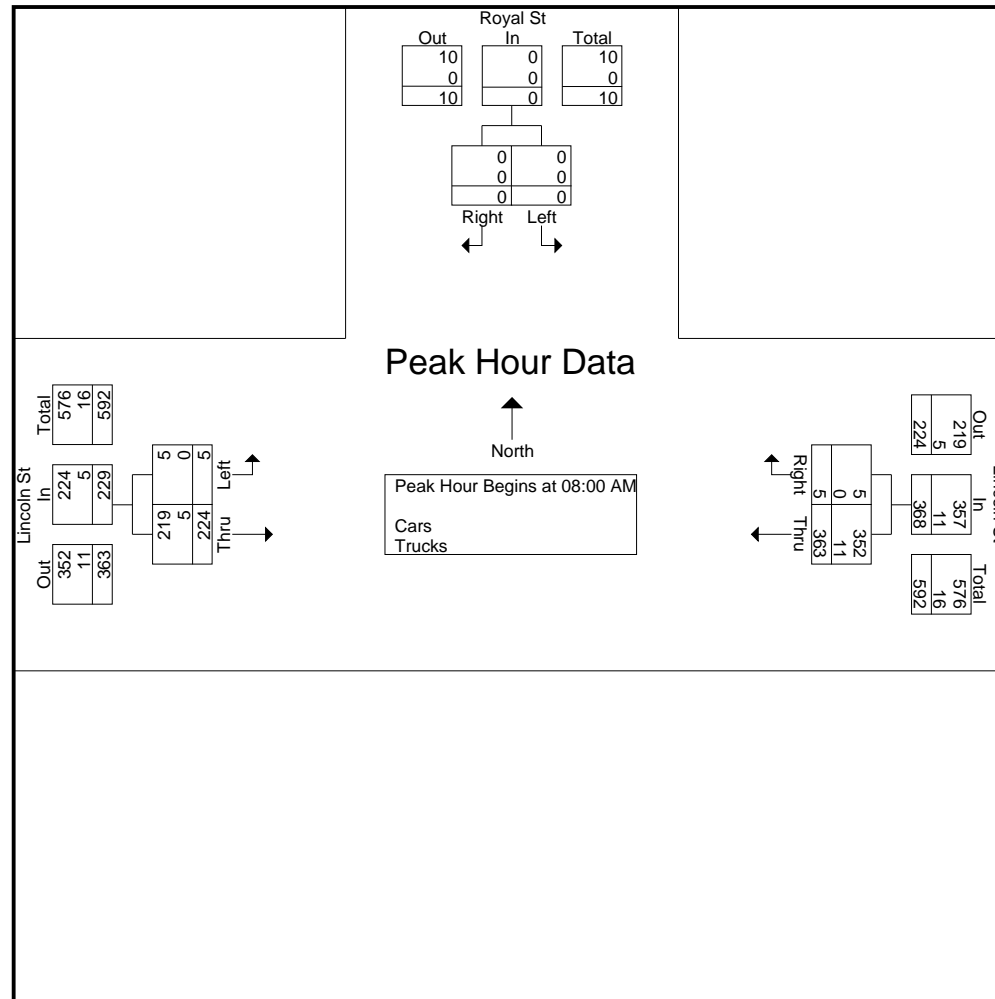 Royal St
Out In Total
10 0 10
0 0 0
10 0 10
0 0
0 0
0 0
Right Left
Peak Hour Data
North
Peak Hour Begins at 08:00 AM
Cars
Trucks
Lincoln St
Total
576
16
592
In
224
5
229
Out
352
11
363
Left
5
0
5
Thru
219
5
224
Right
5
0
5
Thru
352
11
363
Out
219
5
224
In
357
11
368
Total
576
16
592